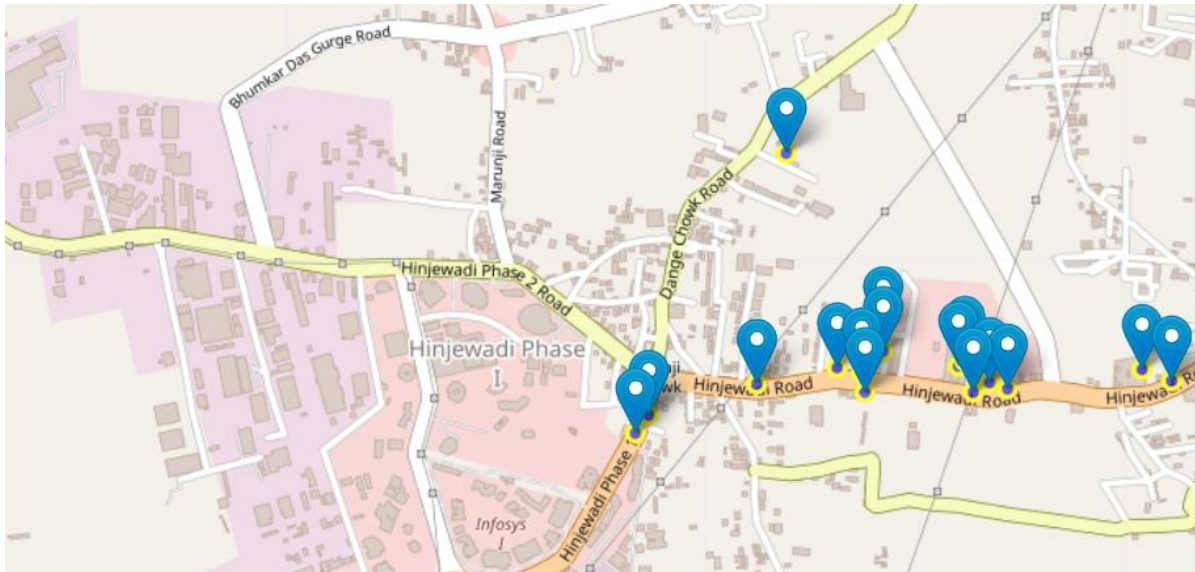 Bhumkar Das Gurge Road
Marunji Road
Dange Chowk Road
Hinjewadi Phase 2 Road
Hinjewadi Phase
I
Hinjewadi Road
Hinjewadi Road
Hinjewadi
Hinjewadi Phase 1
Infosys
I